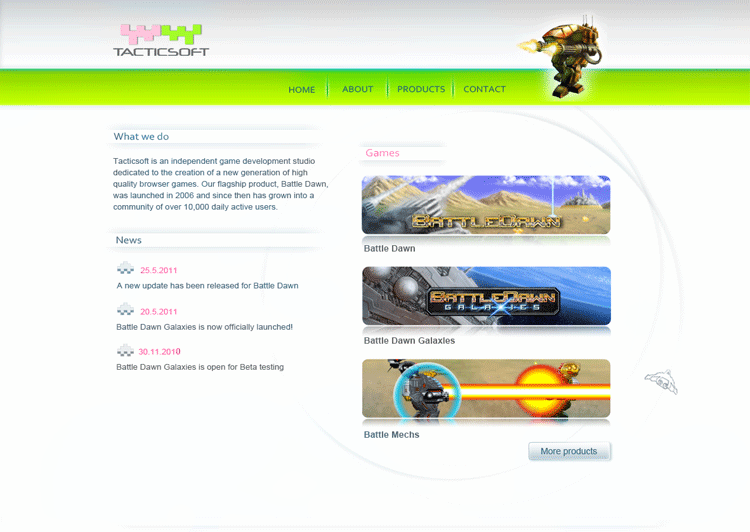 TACTICSOFT
HOME ABOUT PRODUCTS CONTACT
What we do
Tacticsoft is an independent game development studio
dedicated to the creation of a new generation of high
quality browser games. Our flagship product, Battle Dawn,
was launched in 2006 and since then has grown into a
community of over 10,000 daily active users.
News
25.5.2011
A new update has been released for Battle Dawn
20.5.2011
Battle Dawn Galaxies is now officially launched!
30.11.2010
Battle Dawn Galaxies is open for Beta testing
Games
BATTLEDAWN
Battle Dawn
BATTLEDAWN
GALAXIES
Battle Dawn Galaxies
Battle Mechs
More products